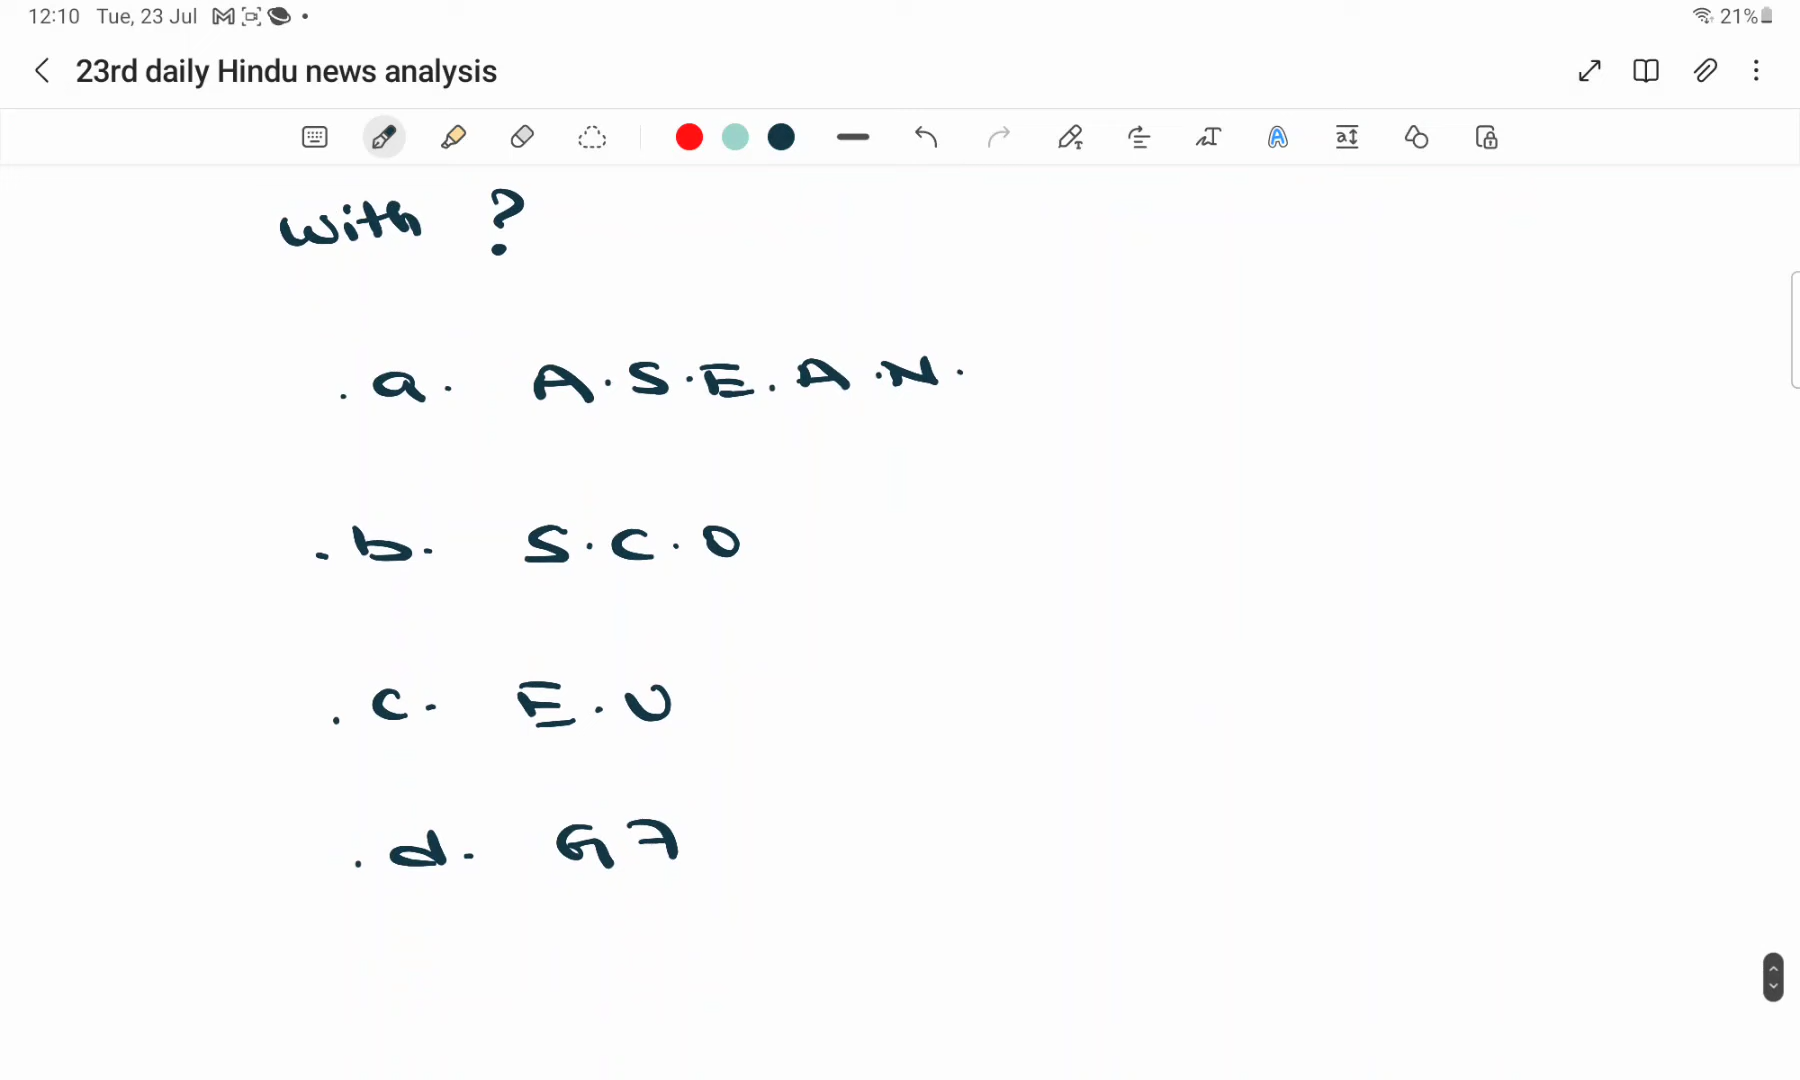 12:10 Tue, 23 Jul 21%
23rd daily Hindu news analysis
with ?
. a. A.S.E.A.N.
. b. S.C.O
. c. E.U
. d. G7